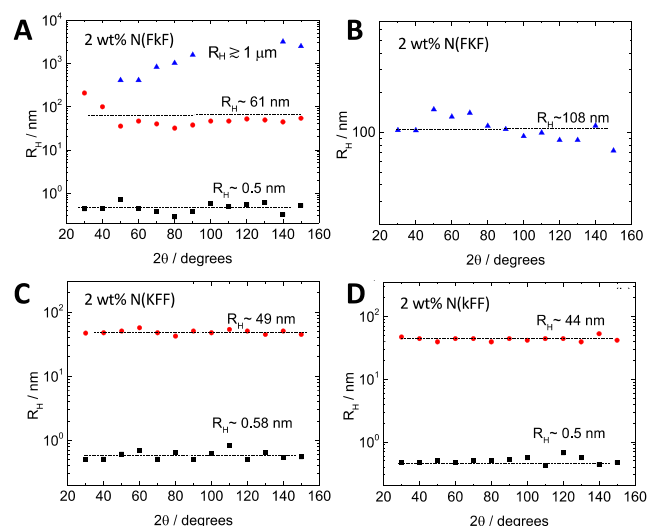 A
2 wt% N(FkF)
R_H ≳ 1 μm
R_H~ 61 nm
R_H~ 0.5 nm
10^4
10^3
10^2
10^1
10^0
R_H / nm
20 40 60 80 100 120 140 160
2θ / degrees
B
2 wt% N(FKF)
R_H~108 nm
100
R_H / nm
20 40 60 80 100 120 140 160
2θ / degrees
C
2 wt% N(KFF)
R_H~ 49 nm
R_H~ 0.58 nm
10^2
10^1
10^0
R_H / nm
20 40 60 80 100 120 140 160
2θ / degrees
D
2 wt% N(kFF)
R_H~ 44 nm
R_H~ 0.5 nm
10^2
10^1
10^0
R_H / nm
20 40 60 80 100 120 140 160
2θ / degrees